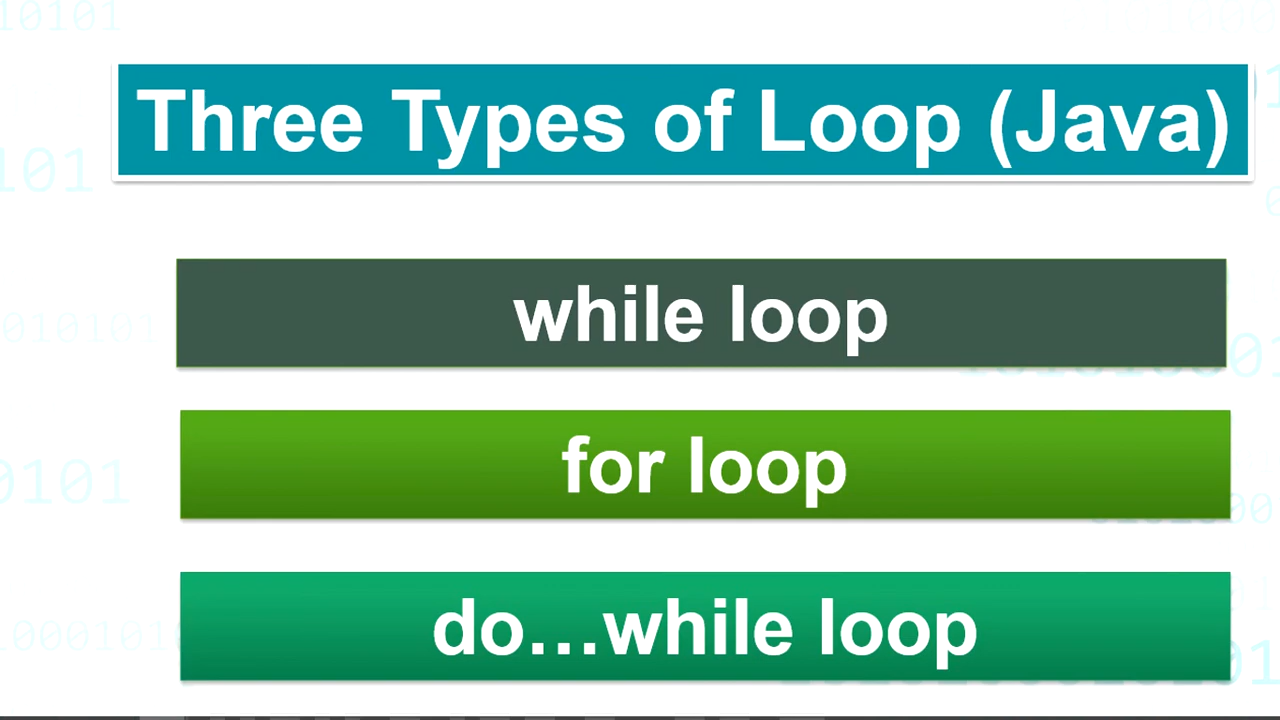 Three Types of Loop (Java)
while loop
for loop
do...while loop